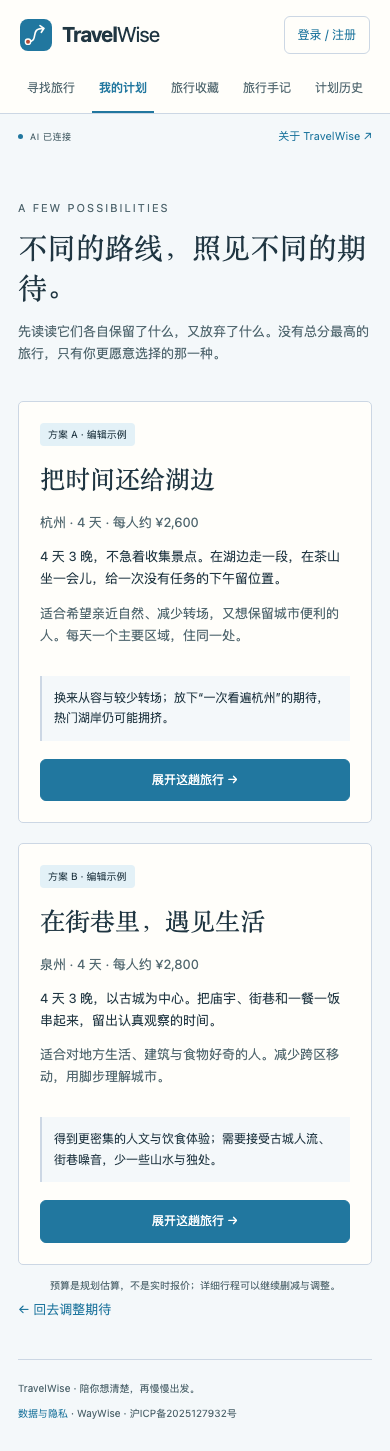 TravelWise
登录 / 注册
寻找旅行
我的计划
旅行收藏
旅行手记
计划历史
AI 已连接
关于 TravelWise ↗
A FEW POSSIBILITIES
不同的路线，照见不同的期
待。
先读读它们各自保留了什么，又放弃了什么。没有总分最高的
旅行，只有你更愿意选择的那一种。
方案 A · 编辑示例
把时间还给湖边
杭州 · 4 天 · 每人约 ¥2,600
4 天 3 晚，不急着收集景点。在湖边走一段，在茶山
坐一会儿，给一次没有任务的下午留位置。
适合希望亲近自然、减少转场，又想保留城市便利的
人。每天一个主要区域，住同一处。
换来从容与较少转场；放下“一次看遍杭州”的期待，
热门湖岸仍可能拥挤。
展开这趟旅行 →
方案 B · 编辑示例
在街巷里，遇见生活
泉州 · 4 天 · 每人约 ¥2,800
4 天 3 晚，以古城为中心。把庙宇、街巷和一餐一饭
串起来，留出认真观察的时间。
适合对地方生活、建筑与食物好奇的人。减少跨区移
动，用脚步理解城市。
得到更密集的人文与饮食体验；需要接受古城人流、
街巷噪音，少一些山水与独处。
展开这趟旅行 →
预算是规划估算，不是实时报价；详细行程可以继续删减与调整。
← 回去调整期待
TravelWise · 陪你想清楚，再慢慢出发。
数据与隐私 · WayWise · 沪ICP备2025127932号